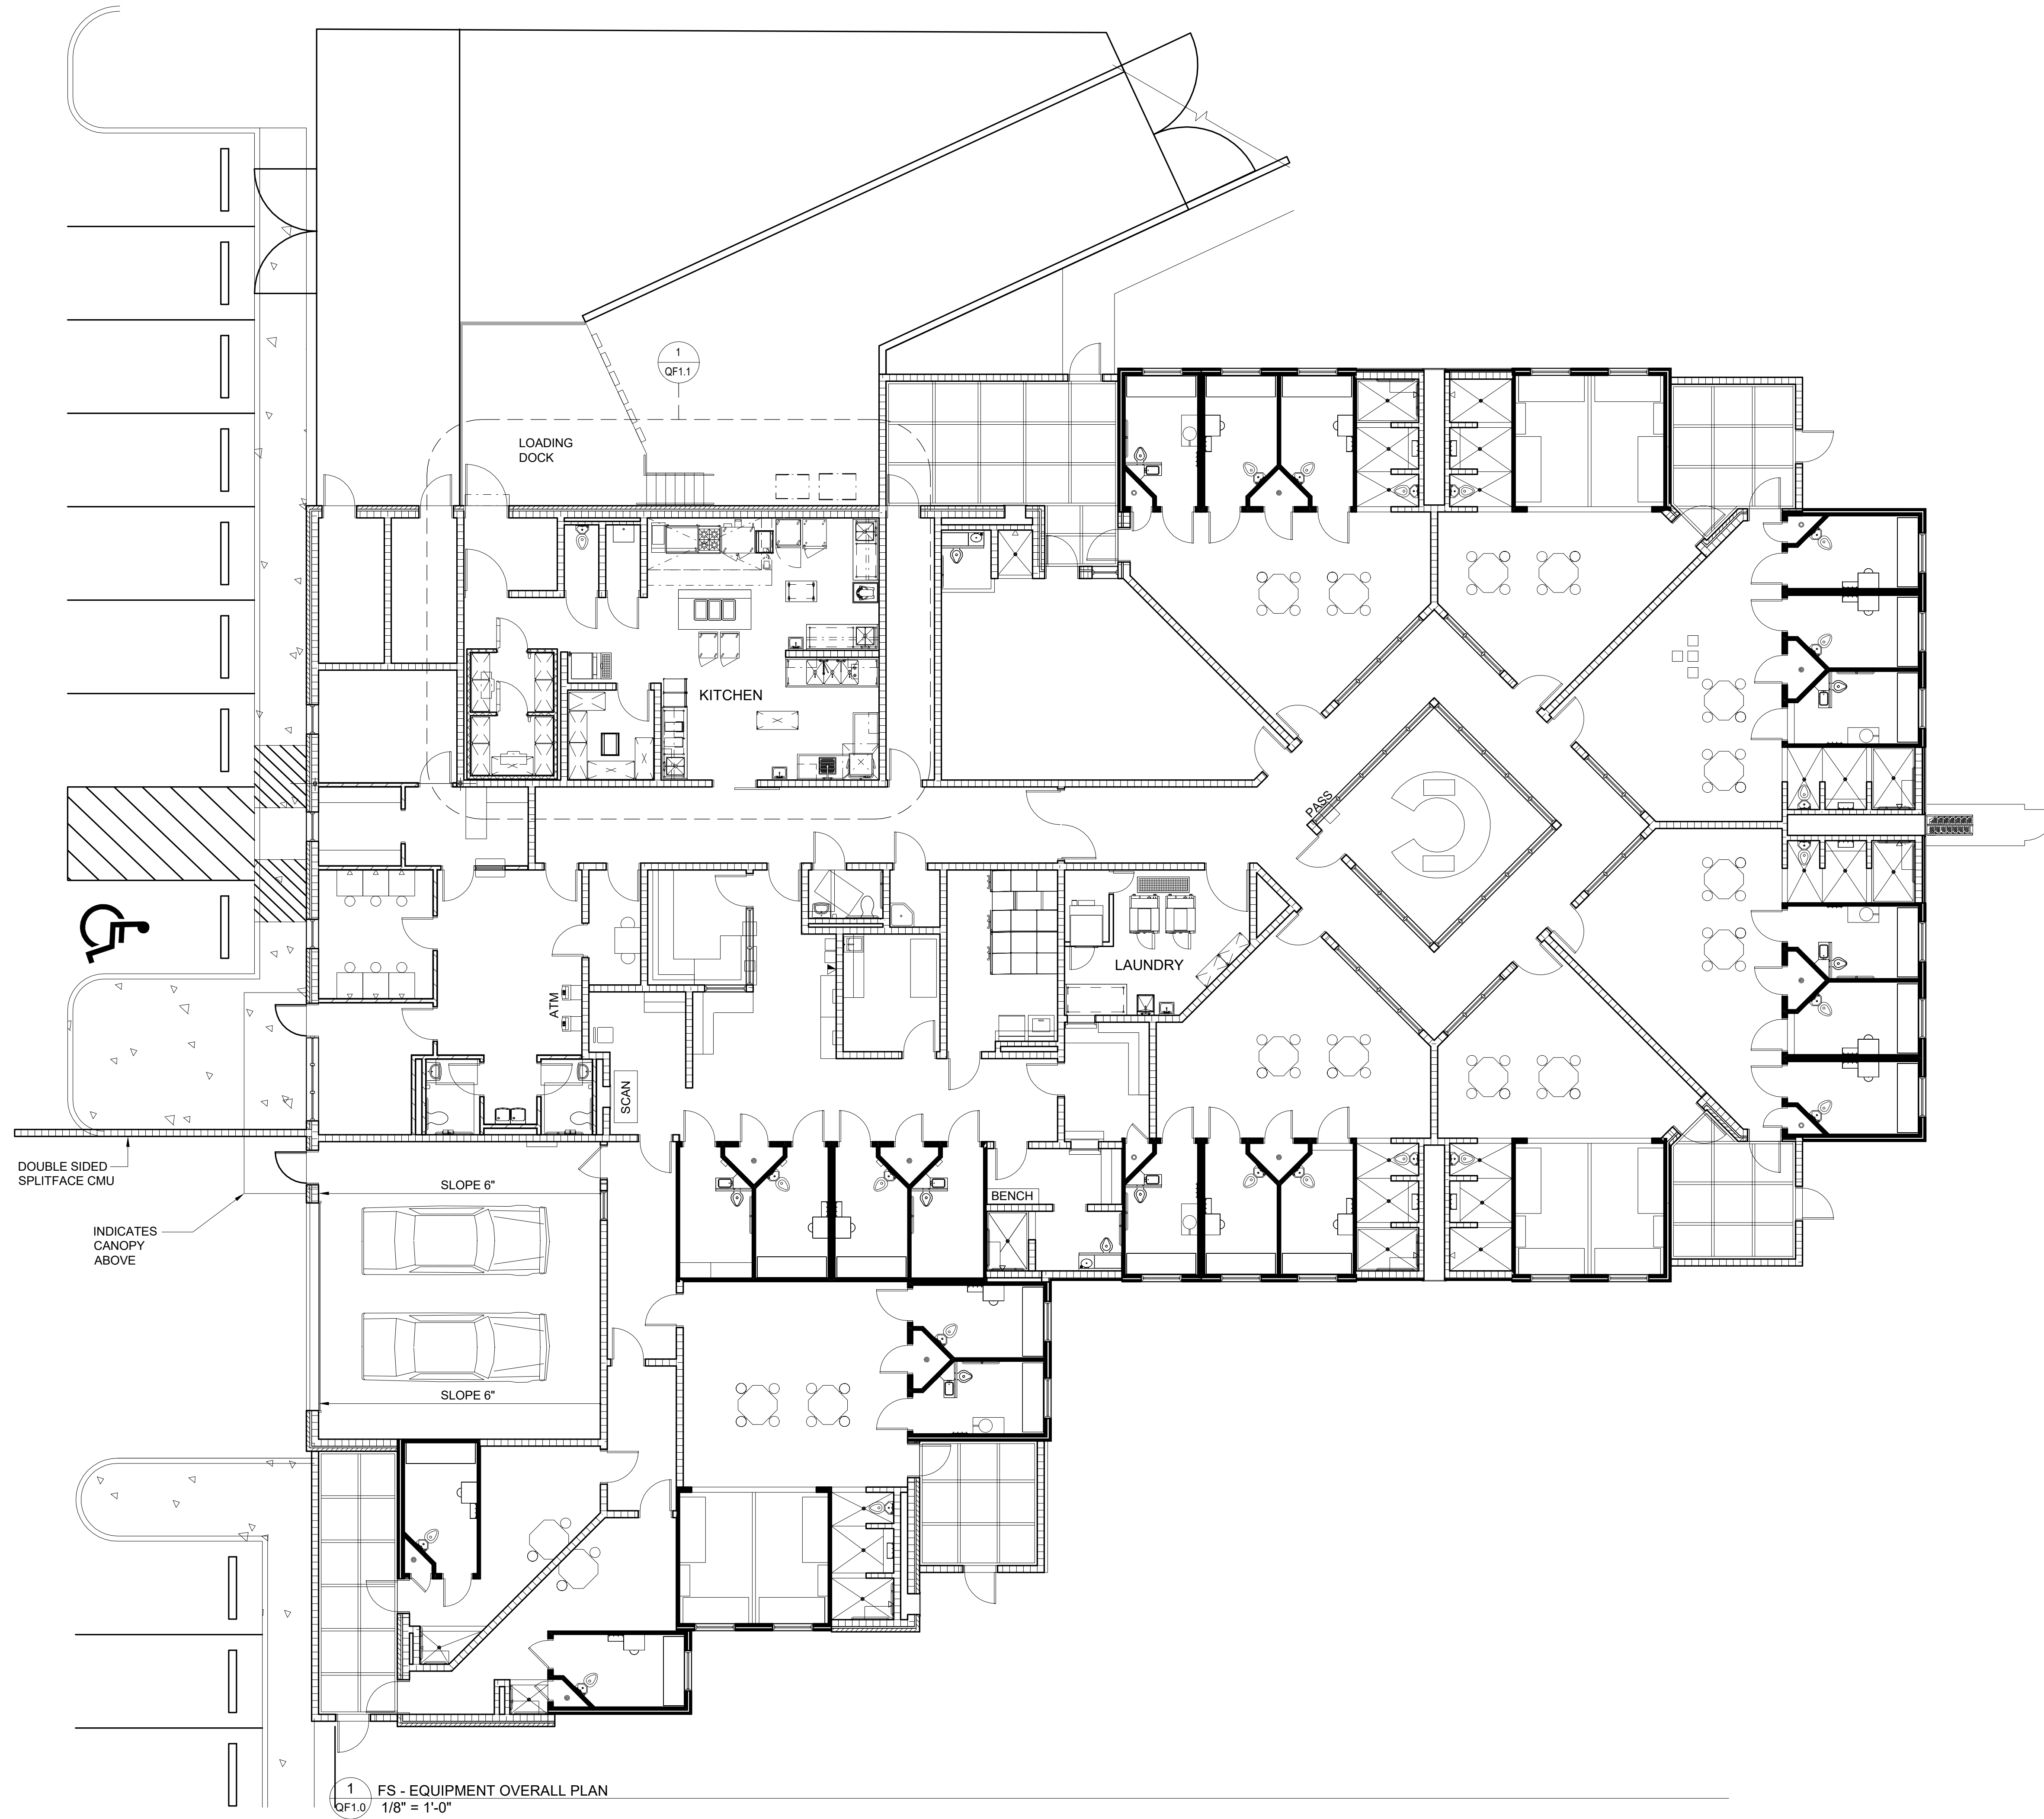 1
QF1.1
LOADING
DOCK
KITCHEN
PASS
LAUNDRY
ATM
SCAN
DOUBLE SIDED
SPLITFACE CMU
SLOPE 6"
BENCH
INDICATES
CANOPY
ABOVE
SLOPE 6"
1
QF1.0
FS - EQUIPMENT OVERALL PLAN
1/8" = 1'-0"